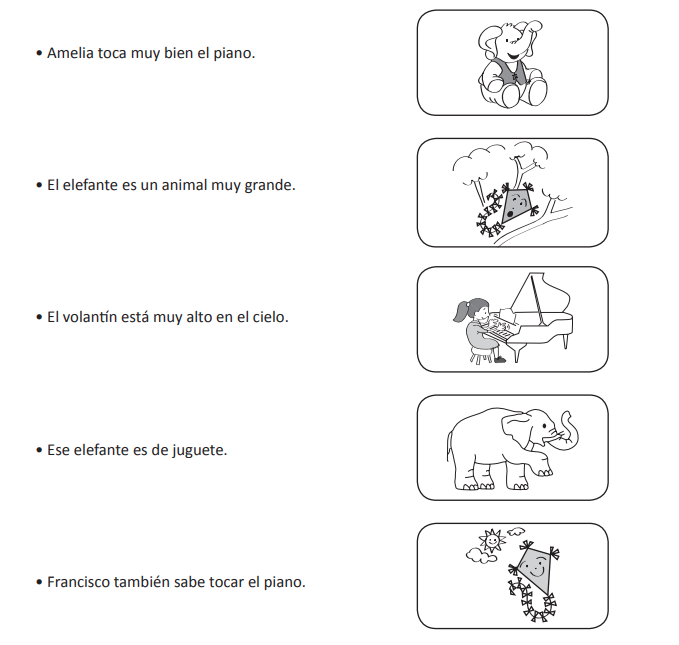 • Amelia toca muy bien el piano.
• El elefante es un animal muy grande.
• El volantín está muy alto en el cielo.
• Ese elefante es de juguete.
• Francisco también sabe tocar el piano.